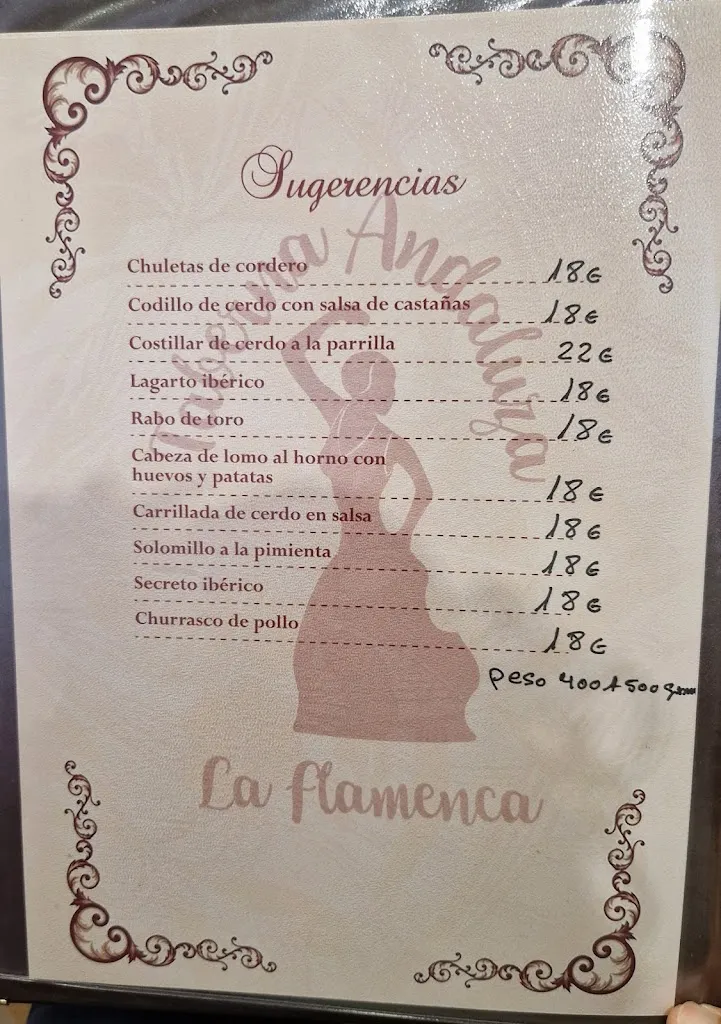 Sugerencias
Taberna Andaluza
Chuletas de cordero 18€
Codillo de cerdo con salsa de castañas 18€
Costillar de cerdo a la parrilla 22€
Lagarto ibérico 18€
Rabo de toro 18€
Cabeza de lomo al horno con
huevos y patatas 18€
Carrillada de cerdo en salsa 18€
Solomillo a la pimienta 18€
Secreto ibérico 18€
Churrasco de pollo 18€
Peso 400 A 500 grm
La flamenca